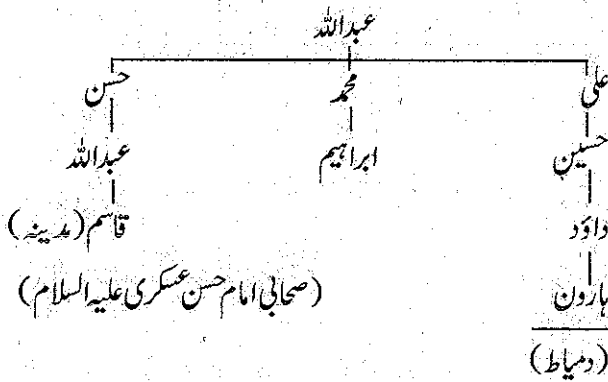 عبداللہ
علی محمد حسن
حسین ابراہیم عبداللہ
داؤد قاسم (مدینہ)
ہارون (صحابی امام حسن عسکری علیہ السلام)
(دمیاط)